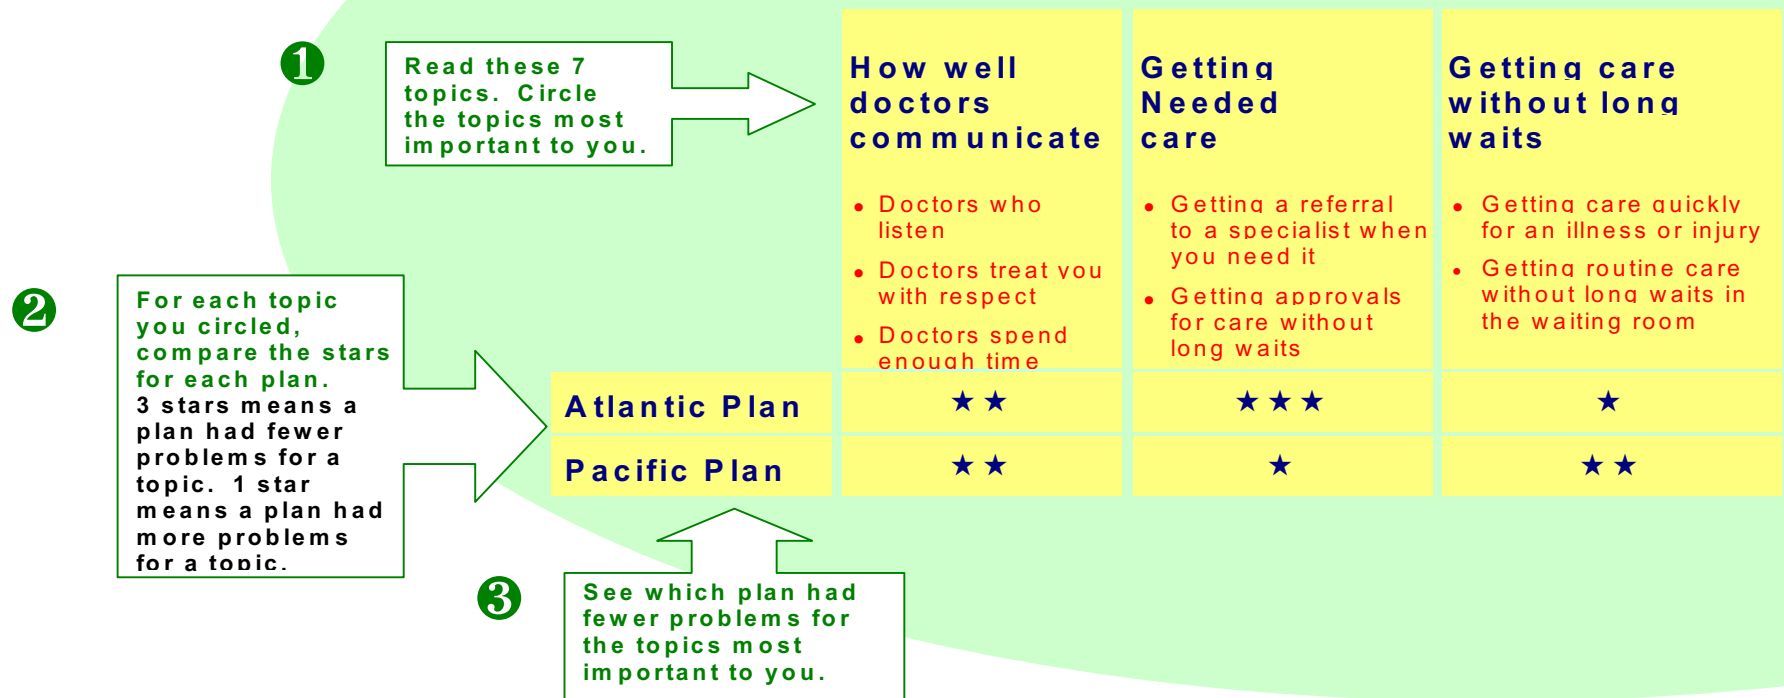 ❶
Read these 7
topics. Circle
the topics most
important to you.
How well
doctors
communicate
• Doctors who
listen
• Doctors treat you
with respect
• Doctors spend
enough time
Getting
Needed
care
• Getting a referral
to a specialist when
you need it
• Getting approvals
for care without
long waits
Getting care
without long
waits
• Getting care quickly
for an illness or injury
• Getting routine care
without long waits in
the waiting room
❷
For each topic
you circled,
compare the stars
for each plan.
3 stars means a
plan had fewer
problems for a
topic. 1 star
means a plan had
more problems
for a topic.
Atlantic Plan ★★ ★★★ ★
Pacific Plan ★★ ★ ★★
❸
See which plan had
fewer problems for
the topics most
important to you.